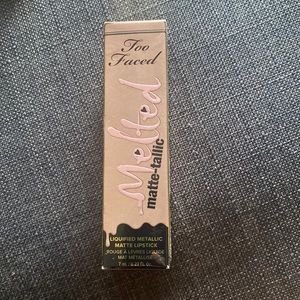 Too
Faced
Melted
matte-tallic
LIQUIFIED METALLIC
MATTE LIPSTICK
ROUGE À LÈVRES LIQUIDE
MAT MÉTALLISÉ
7 mL/0.23 fl. Oz.